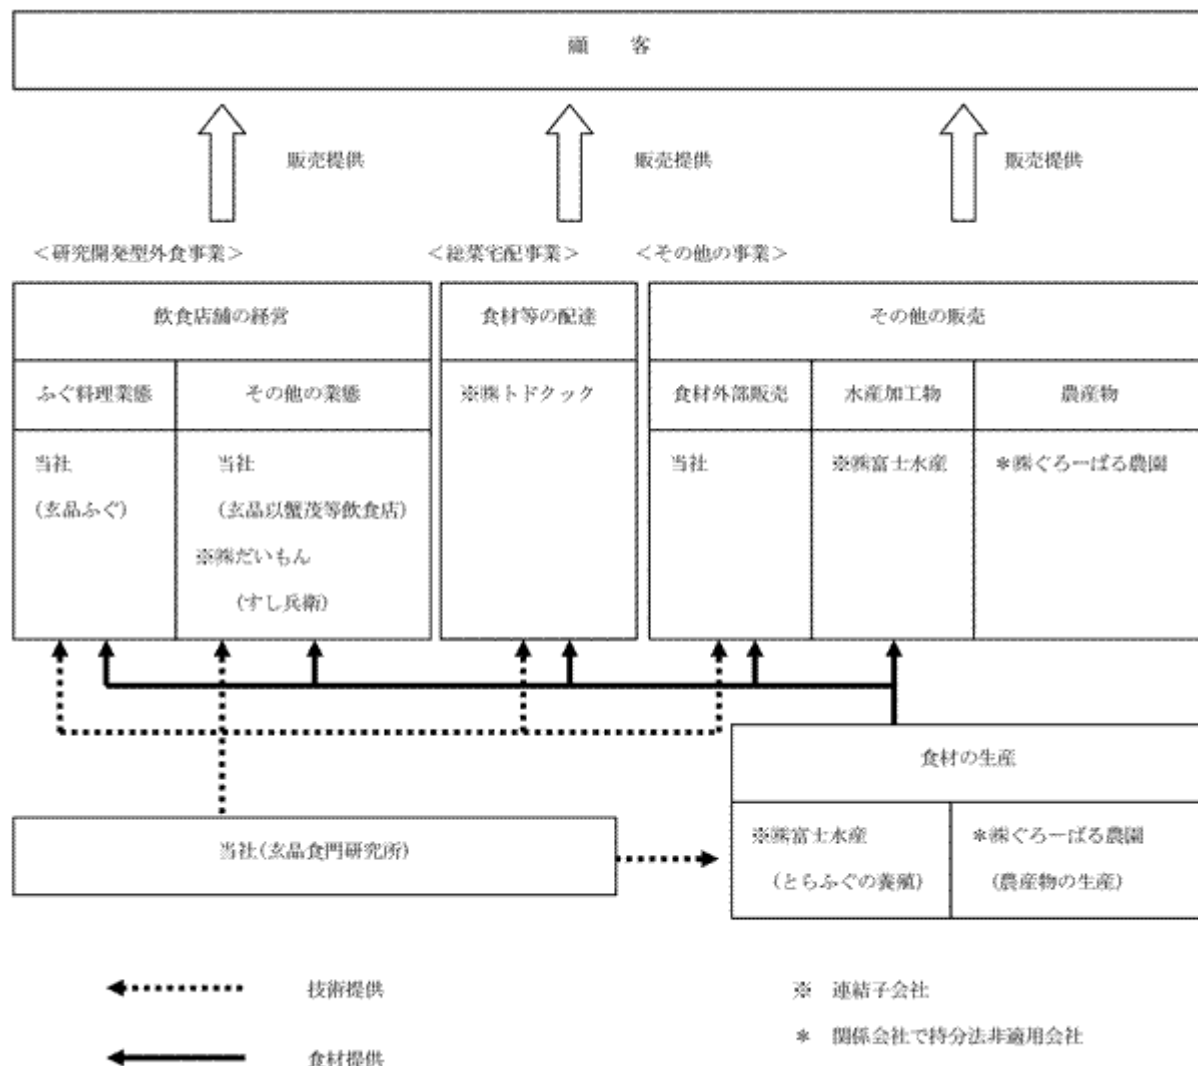 顧 客
販売提供 販売提供 販売提供
＜研究開発型外食事業＞ ＜総菜宅配事業＞ ＜その他の事業＞
飲食店舗の経営 食材等の配達 その他の販売
ふぐ料理業態 その他の業態 ※㈱トドクック 食材外部販売 水産加工物 農産物
当社 当社 当社 ※㈱富士水産 ＊㈱ぐろーばる農園
(玄品ふぐ) (玄品以蟹茂等飲食店)
※㈱だいもん
(すし兵衛)
食材の生産
当社(玄品食門研究所) ※㈱富士水産 ＊㈱ぐろーばる農園
(とらふぐの養殖) (農産物の生産)
技術提供 ※ 連結子会社
＊ 関係会社で持分法非適用会社
食材提供